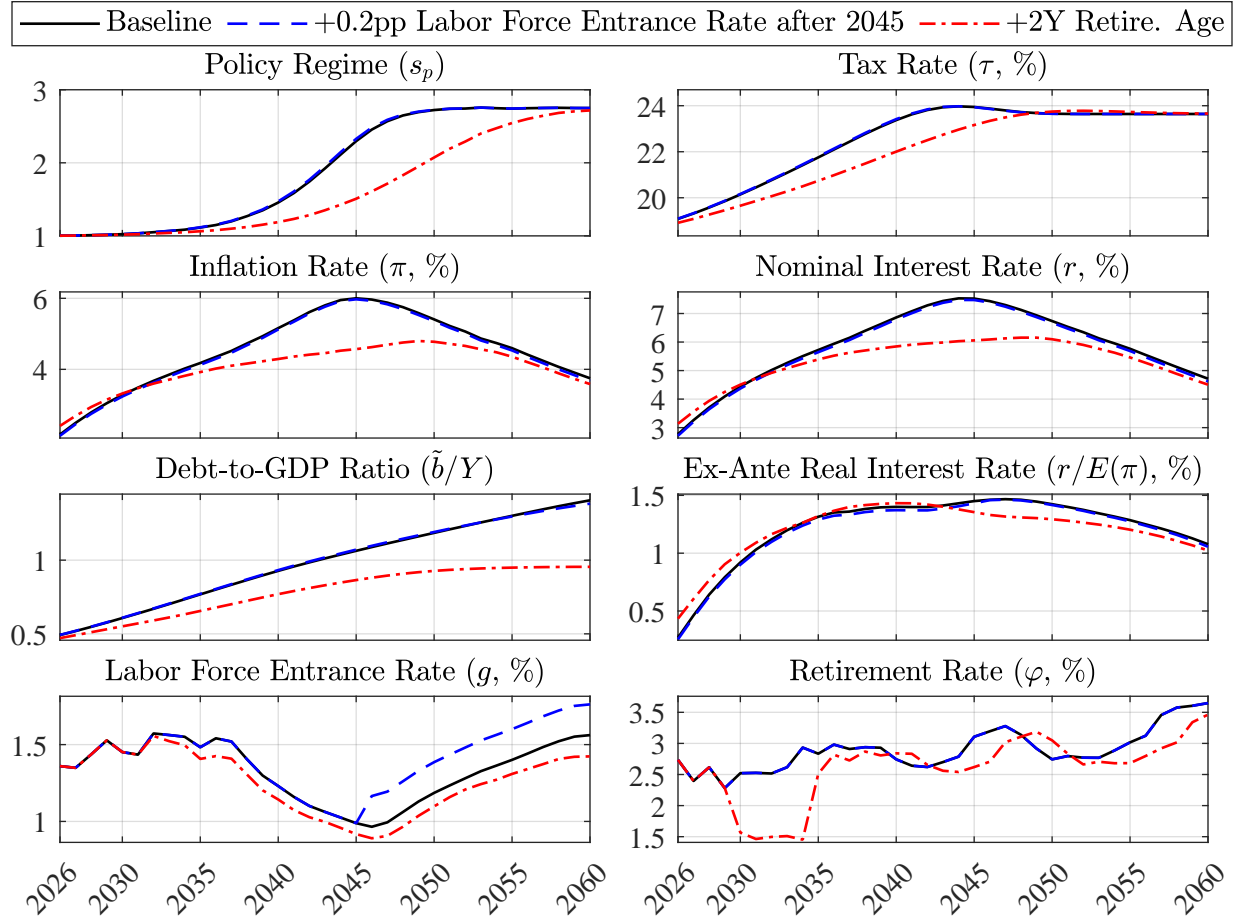 Baseline +0.2pp Labor Force Entrance Rate after 2045 +2Y Retire. Age
Policy Regime (s_p)
3
2
1
Tax Rate (τ, %)
24
22
20
Inflation Rate (π, %)
6
4
Nominal Interest Rate (r, %)
7
6
5
4
3
Debt-to-GDP Ratio (b̃/Y)
1
0.5
Ex-Ante Real Interest Rate (r/E(π), %)
1.5
1
0.5
Labor Force Entrance Rate (g, %)
1.5
1
2026 2030 2035 2040 2045 2050 2055 2060
Retirement Rate (φ, %)
3.5
3
2.5
2
1.5
2026 2030 2035 2040 2045 2050 2055 2060